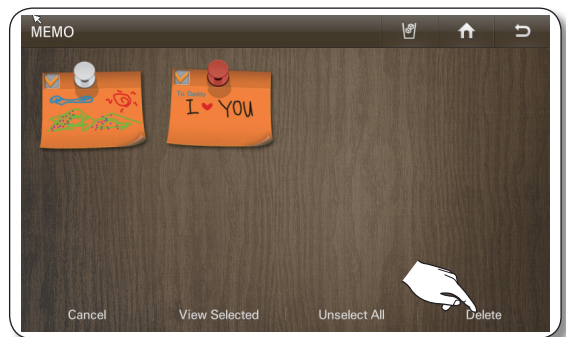 MEMO
To Daddy
I ❤ YOU
Cancel View Selected Unselect All Delete